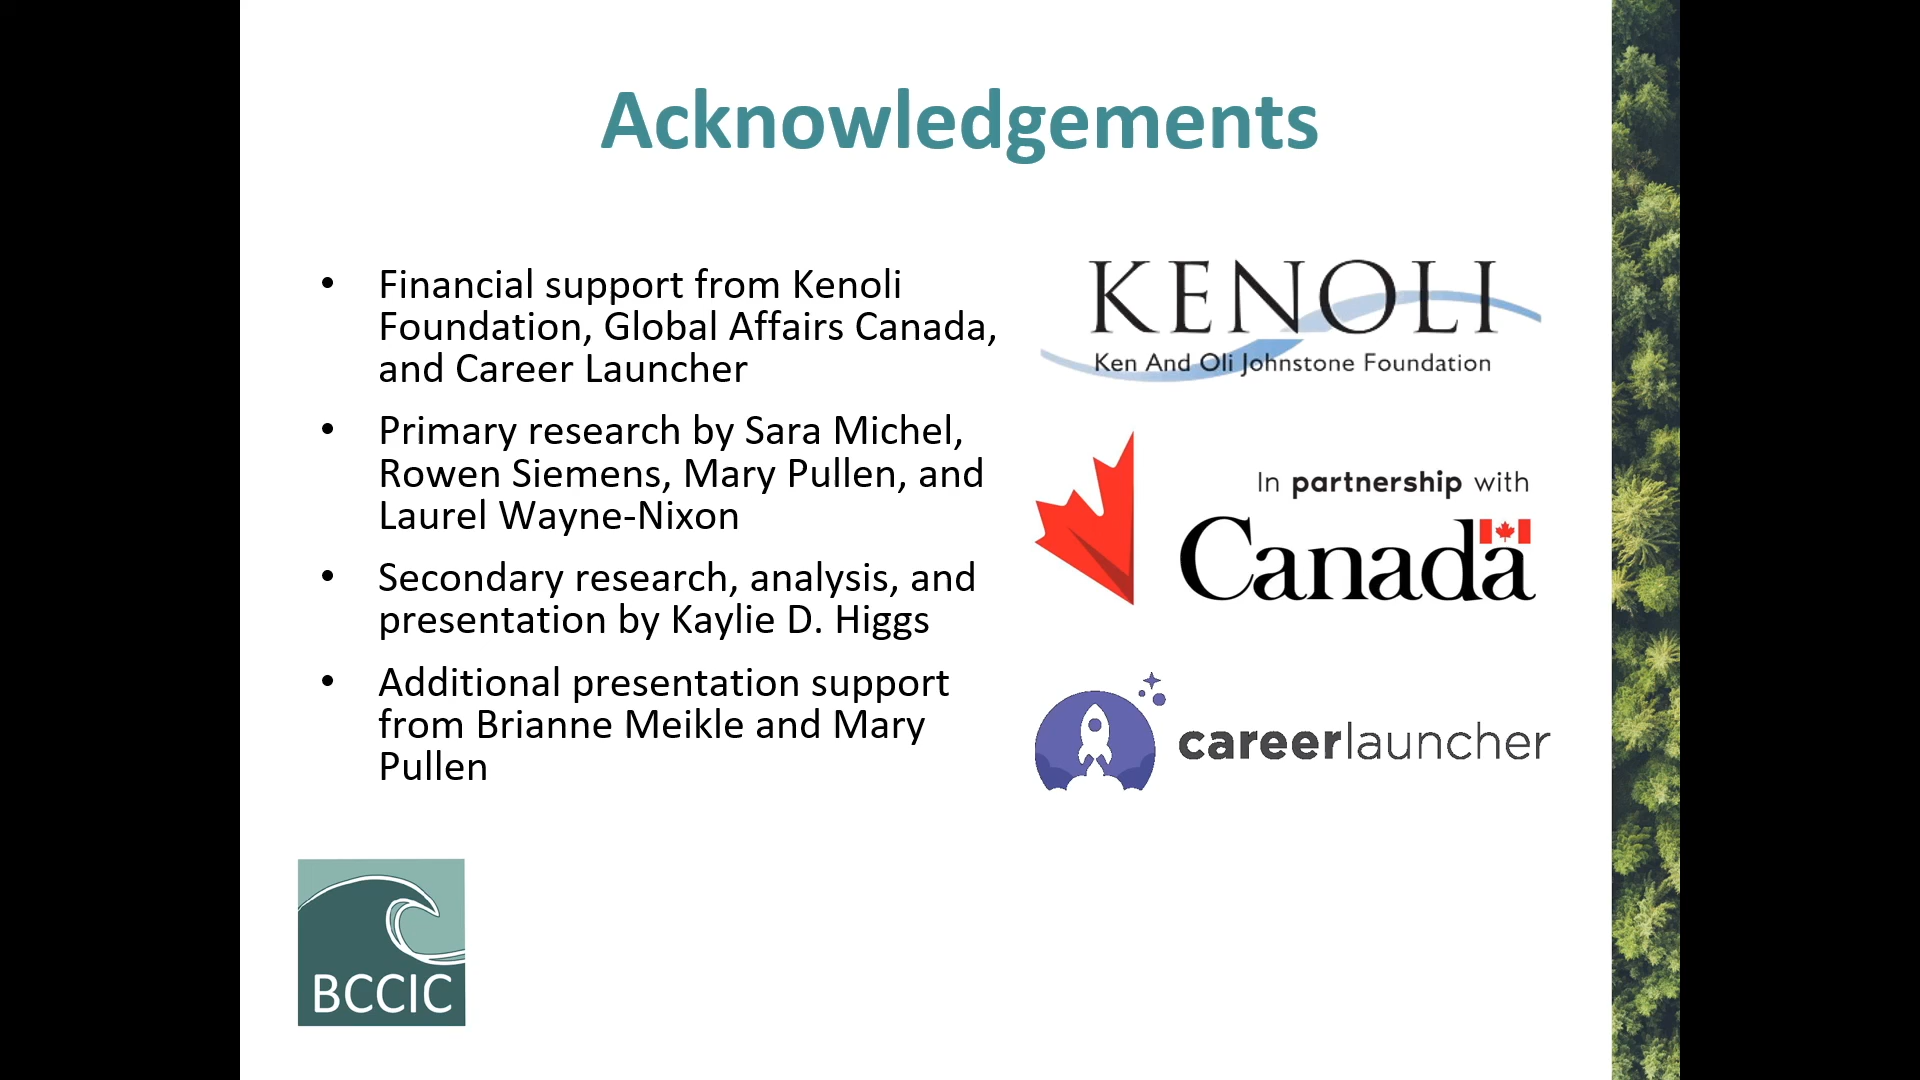 Acknowledgements
• Financial support from Kenoli
Foundation, Global Affairs Canada,
and Career Launcher
• Primary research by Sara Michel,
Rowen Siemens, Mary Pullen, and
Laurel Wayne-Nixon
• Secondary research, analysis, and
presentation by Kaylie D. Higgs
• Additional presentation support
from Brianne Meikle and Mary
Pullen
KENOLI
Ken And Oli Johnstone Foundation
In partnership with
Canada
careerlauncher
BCCIC